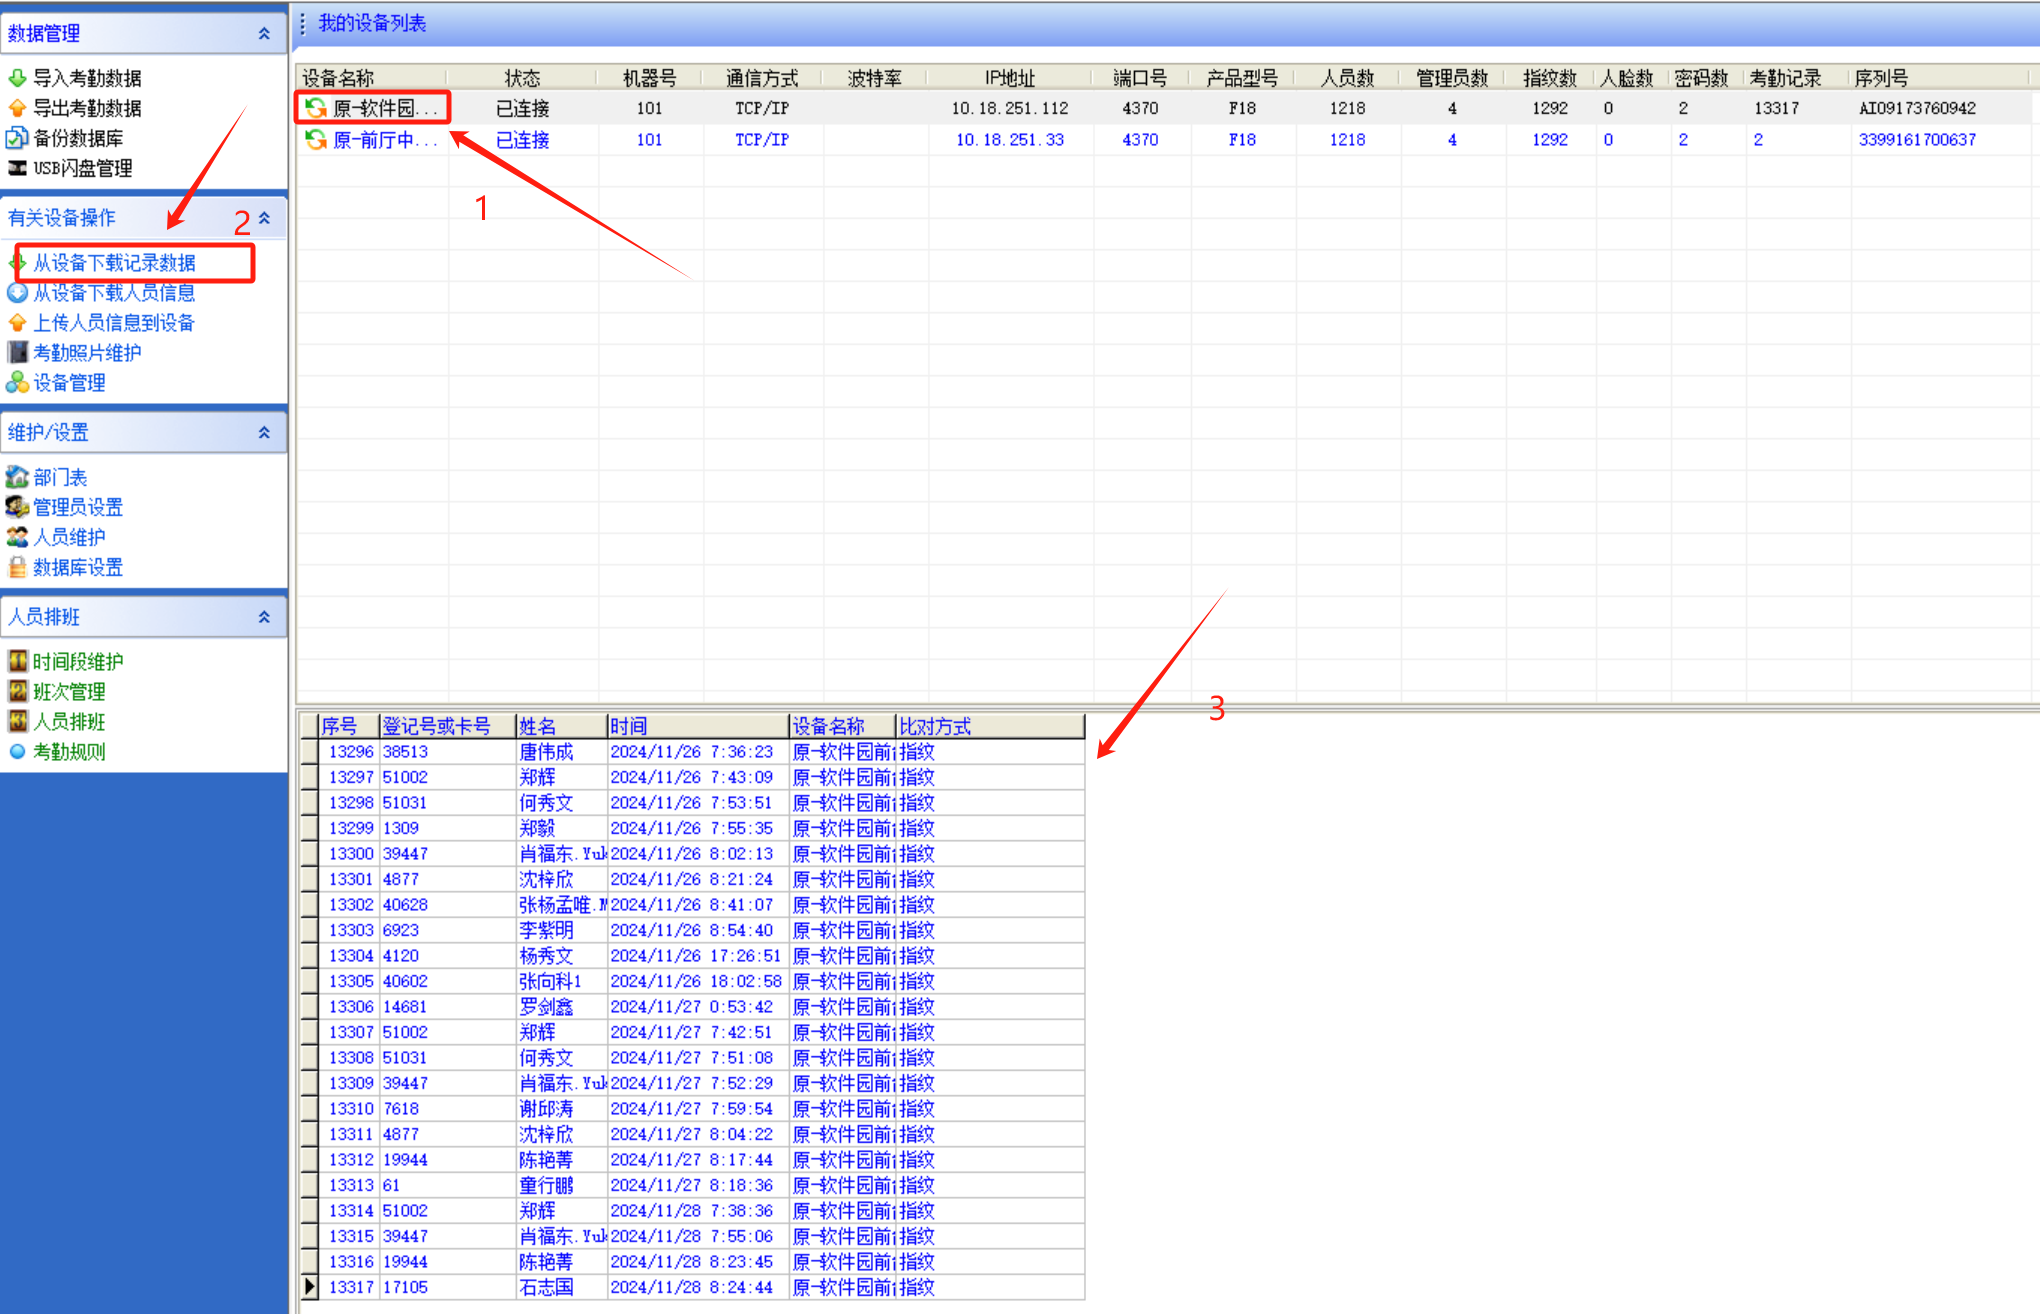 数据管理
导入考勤数据
导出考勤数据
备份数据库
USB闪盘管理
有关设备操作
2
从设备下载记录数据
从设备下载人员信息
上传人员信息到设备
考勤照片维护
设备管理
维护/设置
部门表
管理员设置
人员维护
数据库设置
人员排班
时间段维护
班次管理
人员排班
考勤规则
我的设备列表
设备名称 状态 机器号 通信方式 波特率 IP地址 端口号 产品型号 人员数 管理员数 指纹数 人脸数 密码数 考勤记录 序列号
原-软件园... 已连接 101 TCP/IP 10.18.251.112 4370 F18 1218 4 1292 0 2 13317 AI09173760942
原-前厅中... 已连接 101 TCP/IP 10.18.251.33 4370 F18 1218 4 1292 0 2 2 3399161700637
1
3
序号 登记号或卡号 姓名 时间 设备名称 比对方式
13296 38513 唐伟成 2024/11/26 7:36:23 原-软件园前 指纹
13297 51002 郑辉 2024/11/26 7:43:09 原-软件园前 指纹
13298 51031 何秀文 2024/11/26 7:53:51 原-软件园前 指纹
13299 1309 郑毅 2024/11/26 7:55:35 原-软件园前 指纹
13300 39447 肖福东.Yuk 2024/11/26 8:02:13 原-软件园前 指纹
13301 4877 沈梓欣 2024/11/26 8:21:24 原-软件园前 指纹
13302 40628 张杨孟唯.M 2024/11/26 8:41:07 原-软件园前 指纹
13303 6923 李紫明 2024/11/26 8:54:40 原-软件园前 指纹
13304 4120 杨秀文 2024/11/26 17:26:51 原-软件园前 指纹
13305 40602 张向科1 2024/11/26 18:02:58 原-软件园前 指纹
13306 14681 罗剑鑫 2024/11/27 0:53:42 原-软件园前 指纹
13307 51002 郑辉 2024/11/27 7:42:51 原-软件园前 指纹
13308 51031 何秀文 2024/11/27 7:51:08 原-软件园前 指纹
13309 39447 肖福东.Yuk 2024/11/27 7:52:29 原-软件园前 指纹
13310 7618 谢邱涛 2024/11/27 7:59:54 原-软件园前 指纹
13311 4877 沈梓欣 2024/11/27 8:04:22 原-软件园前 指纹
13312 19944 陈艳菁 2024/11/27 8:17:44 原-软件园前 指纹
13313 61 童行鹏 2024/11/27 8:18:36 原-软件园前 指纹
13314 51002 郑辉 2024/11/28 7:38:36 原-软件园前 指纹
13315 39447 肖福东.Yuk 2024/11/28 7:55:06 原-软件园前 指纹
13316 19944 陈艳菁 2024/11/28 8:23:45 原-软件园前 指纹
13317 17105 石志国 2024/11/28 8:24:44 原-软件园前 指纹